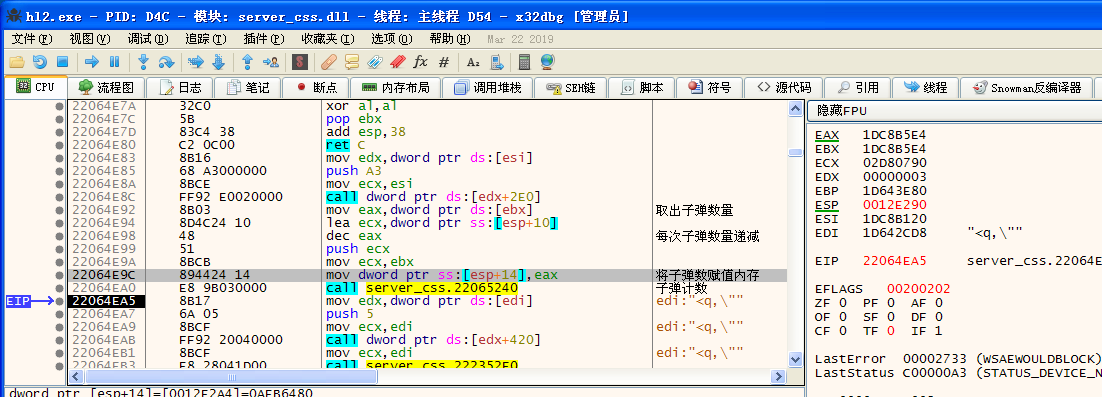 hl2.exe - PID: D4C - 模块: server_css.dll - 线程: 主线程 D54 - x32dbg [管理员]
文件(F) 视图(V) 调试(D) 追踪(T) 插件(P) 收藏夹(I) 选项(O) 帮助(H) Mar 22 2019
CPU 流程图 日志 笔记 断点 内存布局 调用堆栈 SEH链 脚本 符号 源代码 引用 线程 Snowman反编译器
隐藏FPU
22064E7A 32C0 xor al,al
22064E7C 5B pop ebx
22064E7D 83C4 38 add esp,38
22064E80 C2 0C00 ret C
22064E83 8B16 mov edx,dword ptr ds:[esi]
22064E85 68 A3000000 push A3
22064E8A 8BCE mov ecx,esi
22064E8C FF92 E0020000 call dword ptr ds:[edx+2E0]
22064E92 8B03 mov eax,dword ptr ds:[ebx] 取出子弹数量
22064E94 8D4C24 10 lea ecx,dword ptr ss:[esp+10]
22064E98 48 dec eax 每次子弹数量递减
22064E99 51 push ecx
22064E9A 8BCB mov ecx,ebx
22064E9C 894424 14 mov dword ptr ss:[esp+14],eax 将子弹数赋值内存
22064EA0 E8 9B030000 call server_css.22065240 子弹计数
EIP 22064EA5 8B17 mov edx,dword ptr ds:[edi] edi:"<q,\""
22064EA7 6A 05 push 5
22064EA9 8BCF mov ecx,edi edi:"<q,\""
22064EAB FF92 20040000 call dword ptr ds:[edx+420]
22064EB1 8BCF mov ecx,edi edi:"<q,\""
22064EB3 E8 28041D00 call server_css.222352E0
EAX 1DC8B5E4
EBX 1DC8B5E4
ECX 02D80790
EDX 00000003
EBP 1D643E80
ESP 0012E290
ESI 1DC8B120
EDI 1D642CD8 "<q,\""
EIP 22064EA5 server_css.22064E
EFLAGS 00200202
ZF 0 PF 0 AF 0
OF 0 SF 0 DF 0
CF 0 TF 0 IF 1
LastError 00002733 (WSAEWOULDBLOCK)
LastStatus C00000A3 (STATUS_DEVICE_N
dword ptr [esp+14]=[0012E2A4]=0AEB6480